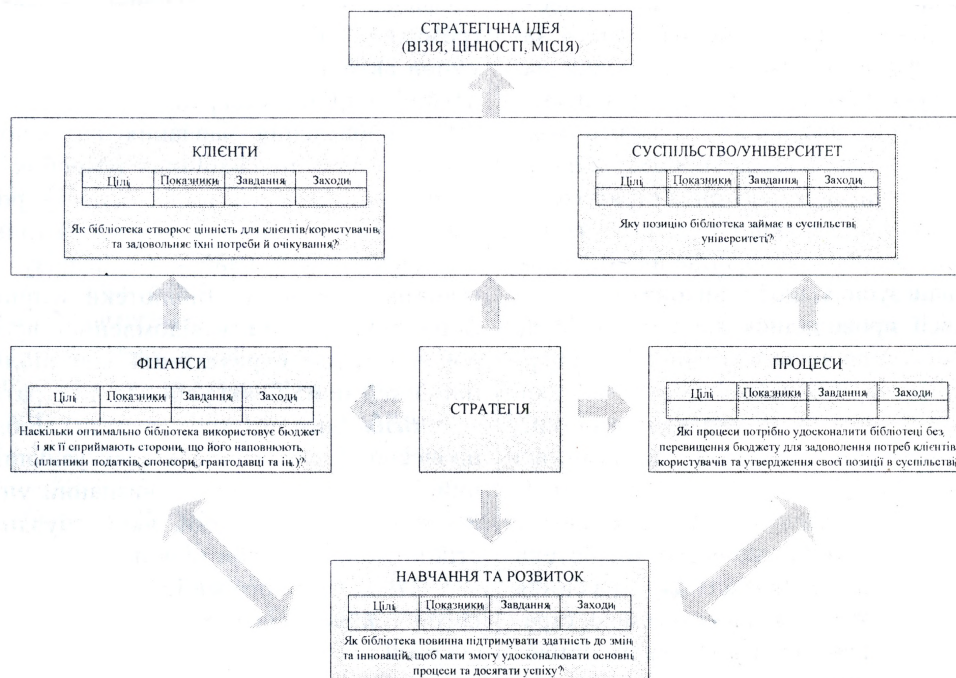 СТРАТЕГІЧНА ІДЕЯ
(ВІЗІЯ, ЦІННОСТІ, МІСІЯ)
КЛІЄНТИ
Цілі Показники Завдання Заходи
Як бібліотека створює цінність для клієнтів/користувачів
та задовольняє їхні потреби й очікування?
СУСПІЛЬСТВО/УНІВЕРСИТЕТ
Цілі Показники Завдання Заходи
Яку позицію бібліотека займає в суспільстві
університеті?
ФІНАНСИ
Цілі Показники Завдання Заходи
Наскільки оптимально бібліотека використовує бюджет
і як її сприймають сторони, що його наповнюють
(платники податків, спонсори, грантодавці та ін.)?
СТРАТЕГІЯ
ПРОЦЕСИ
Цілі Показники Завдання Заходи
Які процеси потрібно удосконалити бібліотеці без
перевищення бюджету для задоволення потреб клієнтів
користувачів та утвердження своєї позиції в суспільстві
НАВЧАННЯ ТА РОЗВИТОК
Цілі Показники Завдання Заходи
Як бібліотека повинна підтримувати здатність до змін
та інновацій, щоб мати змогу удосконалювати основні
процеси та досягати успіху?